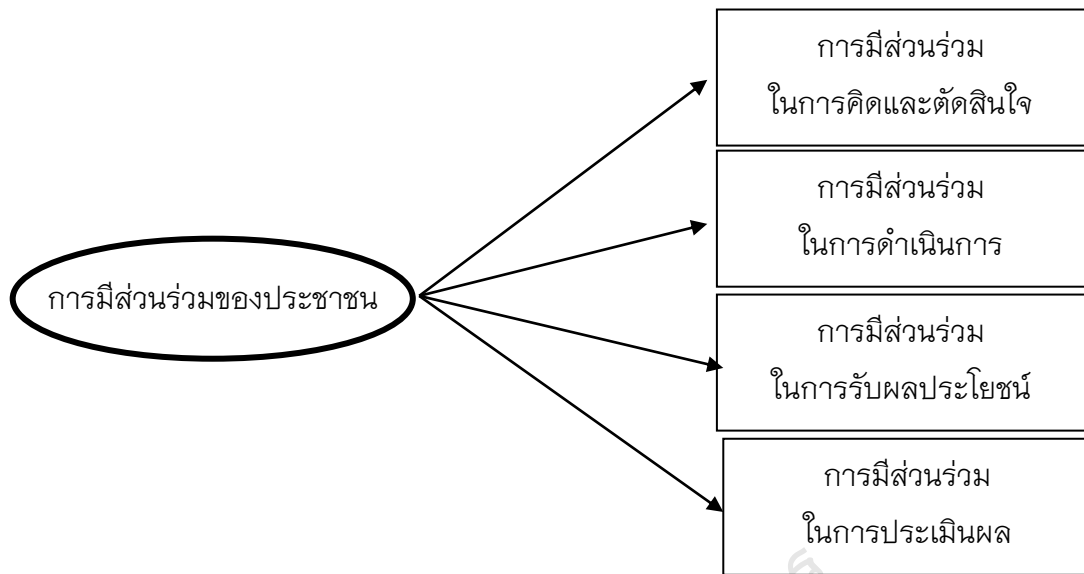 การมีส่วนร่วม
ในการคิดและตัดสินใจ
การมีส่วนร่วม
ในการดำเนินการ
การมีส่วนร่วมของประชาชน
การมีส่วนร่วม
ในการรับผลประโยชน์
การมีส่วนร่วม
ในการประเมินผล